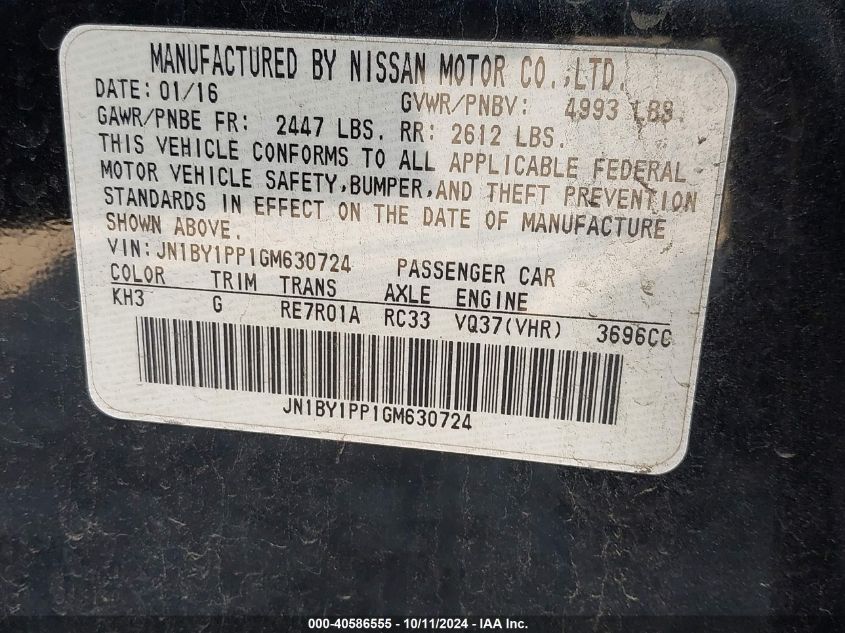 MANUFACTURED BY NISSAN MOTOR CO.,LTD.
DATE: 01/16 GVWR/PNBV: 4993 LBS.
GAWR/PNBE FR: 2447 LBS. RR: 2612 LBS.
THIS VEHICLE CONFORMS TO ALL APPLICABLE FEDERAL
MOTOR VEHICLE SAFETY, BUMPER, AND THEFT PREVENTION
STANDARDS IN EFFECT ON THE DATE OF MANUFACTURE
SHOWN ABOVE.
VIN: JN1BY1PP1GM630724 PASSENGER CAR
COLOR TRIM TRANS AXLE ENGINE
KH3 G RE7R01A RC33 VQ37(VHR) 3696CC
JN1BY1PP1GM630724
000-40586555 - 10/11/2024 - IAA Inc.